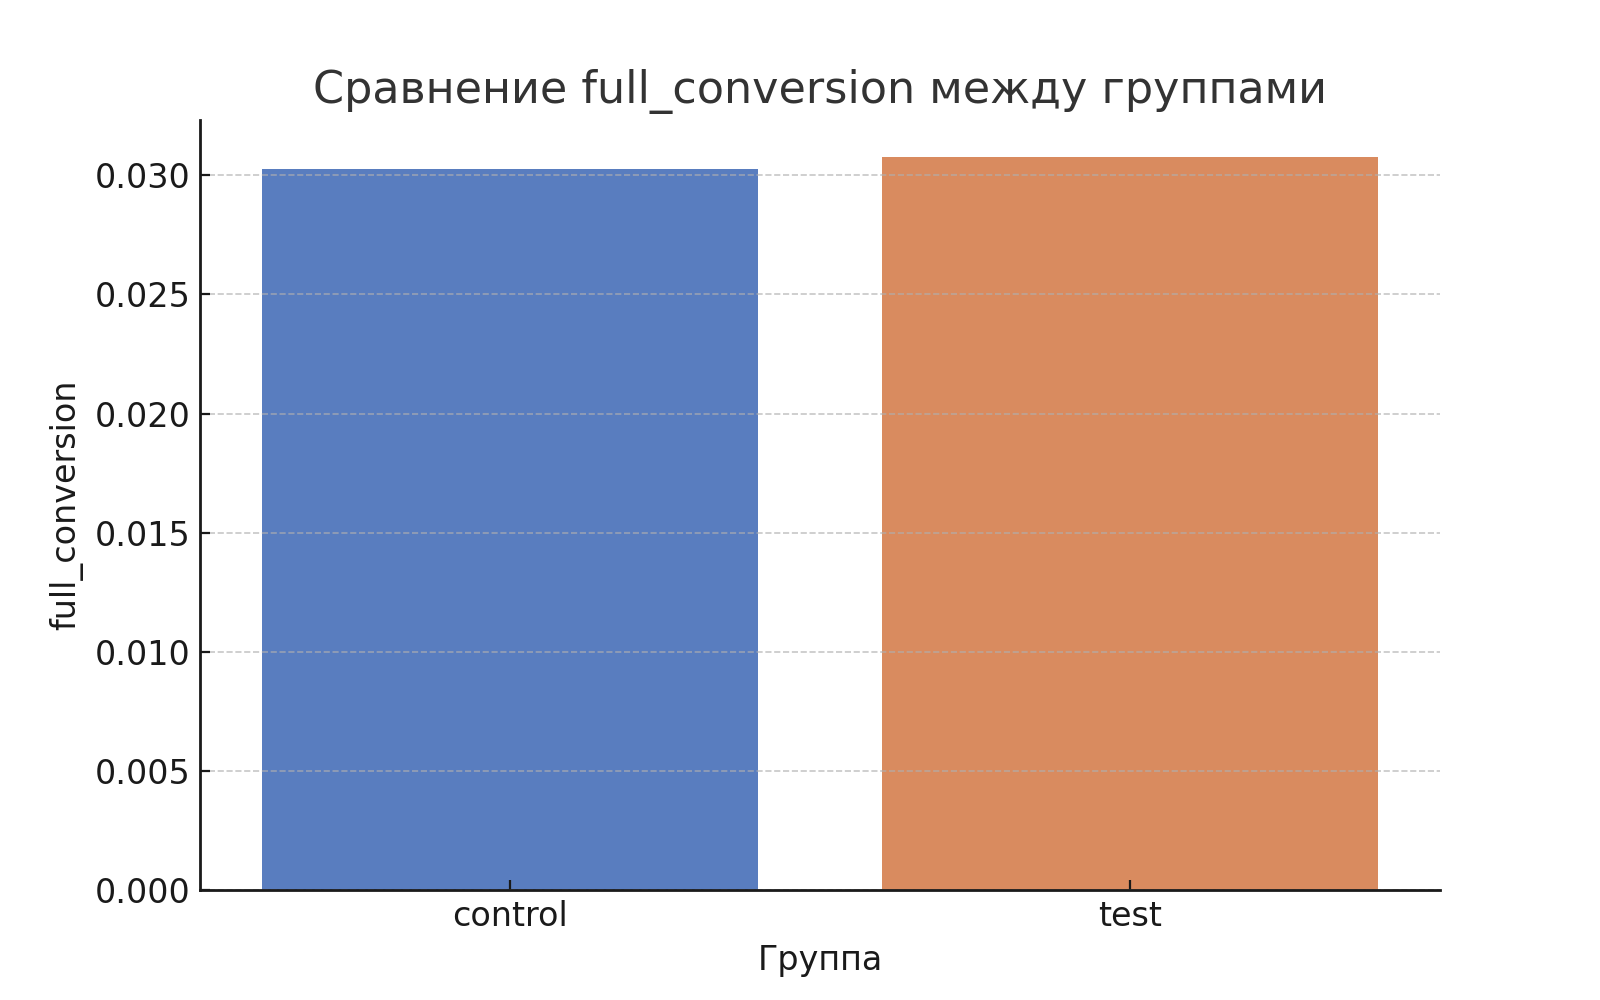 Сравнение full_conversion между группами
full_conversion
0.030
0.025
0.020
0.015
0.010
0.005
0.000
control
test
Группа